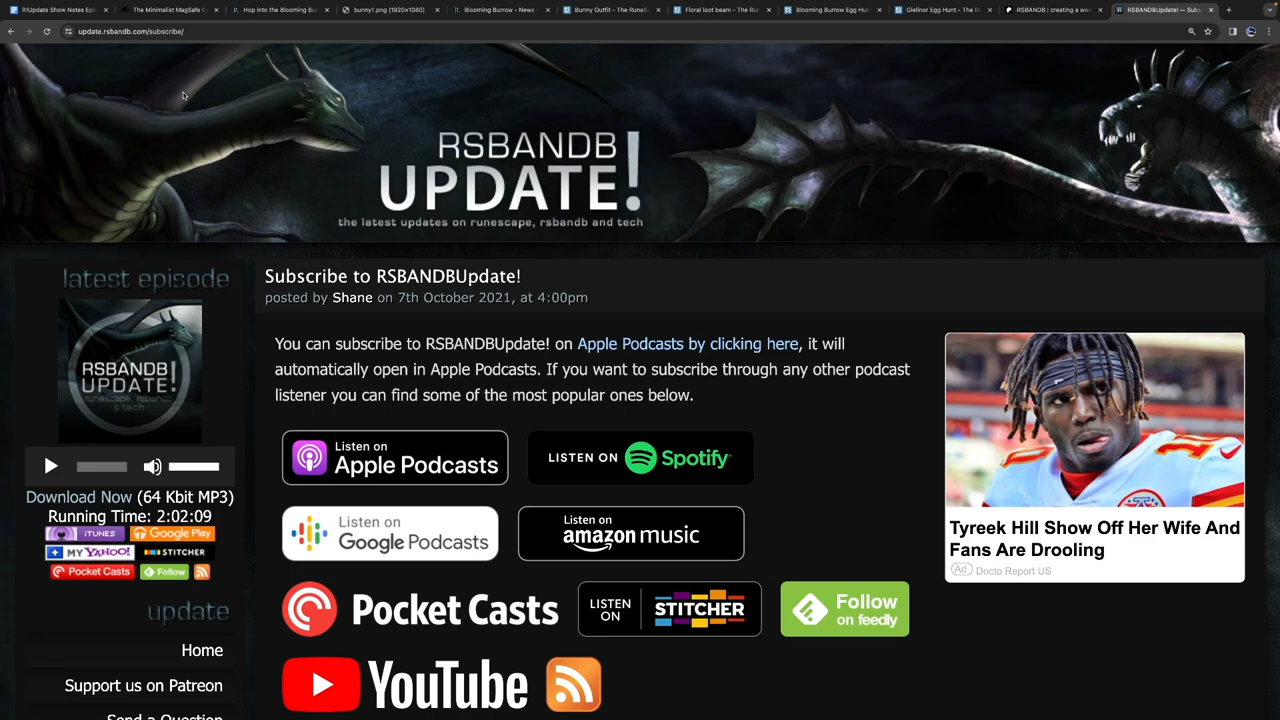 R!Update Show Notes Epis
The Minimalist MagSafe C
Hop into the Blooming Bu
bunny1.png (1920×1080)
Blooming Burrow - News -
Bunny Outfit - The RuneS
Floral loot beam - The Run
Blooming Burrow Egg Hun
Gielinor Egg Hunt - The R
RSBANDB | creating a wee
RSBANDBUpdate! — Subs
update.rsbandb.com/subscribe/
RSBANDB
UPDATE!
the latest updates on runescape, rsbandb and tech
latest episode
RSBANDB
UPDATE!
runescape, rsbandb
& tech
Download Now (64 Kbit MP3)
Running Time: 2:02:09
iTUNES
Google Play
MY YAHOO!
STITCHER
Pocket Casts
Follow
update
Home
Support us on Patreon
Send a Question
Subscribe to RSBANDBUpdate!
posted by Shane on 7th October 2021, at 4:00pm
You can subscribe to RSBANDBUpdate! on Apple Podcasts by clicking here, it will
automatically open in Apple Podcasts. If you want to subscribe through any other podcast
listener you can find some of the most popular ones below.
Listen on
Apple Podcasts
LISTEN ON Spotify
Listen on
Google Podcasts
Listen on
amazon music
Pocket Casts
LISTEN
ON STITCHER
Follow
on feedly
YouTube
Tyreek Hill Show Off Her Wife And
Fans Are Drooling
Ad Docto Report US